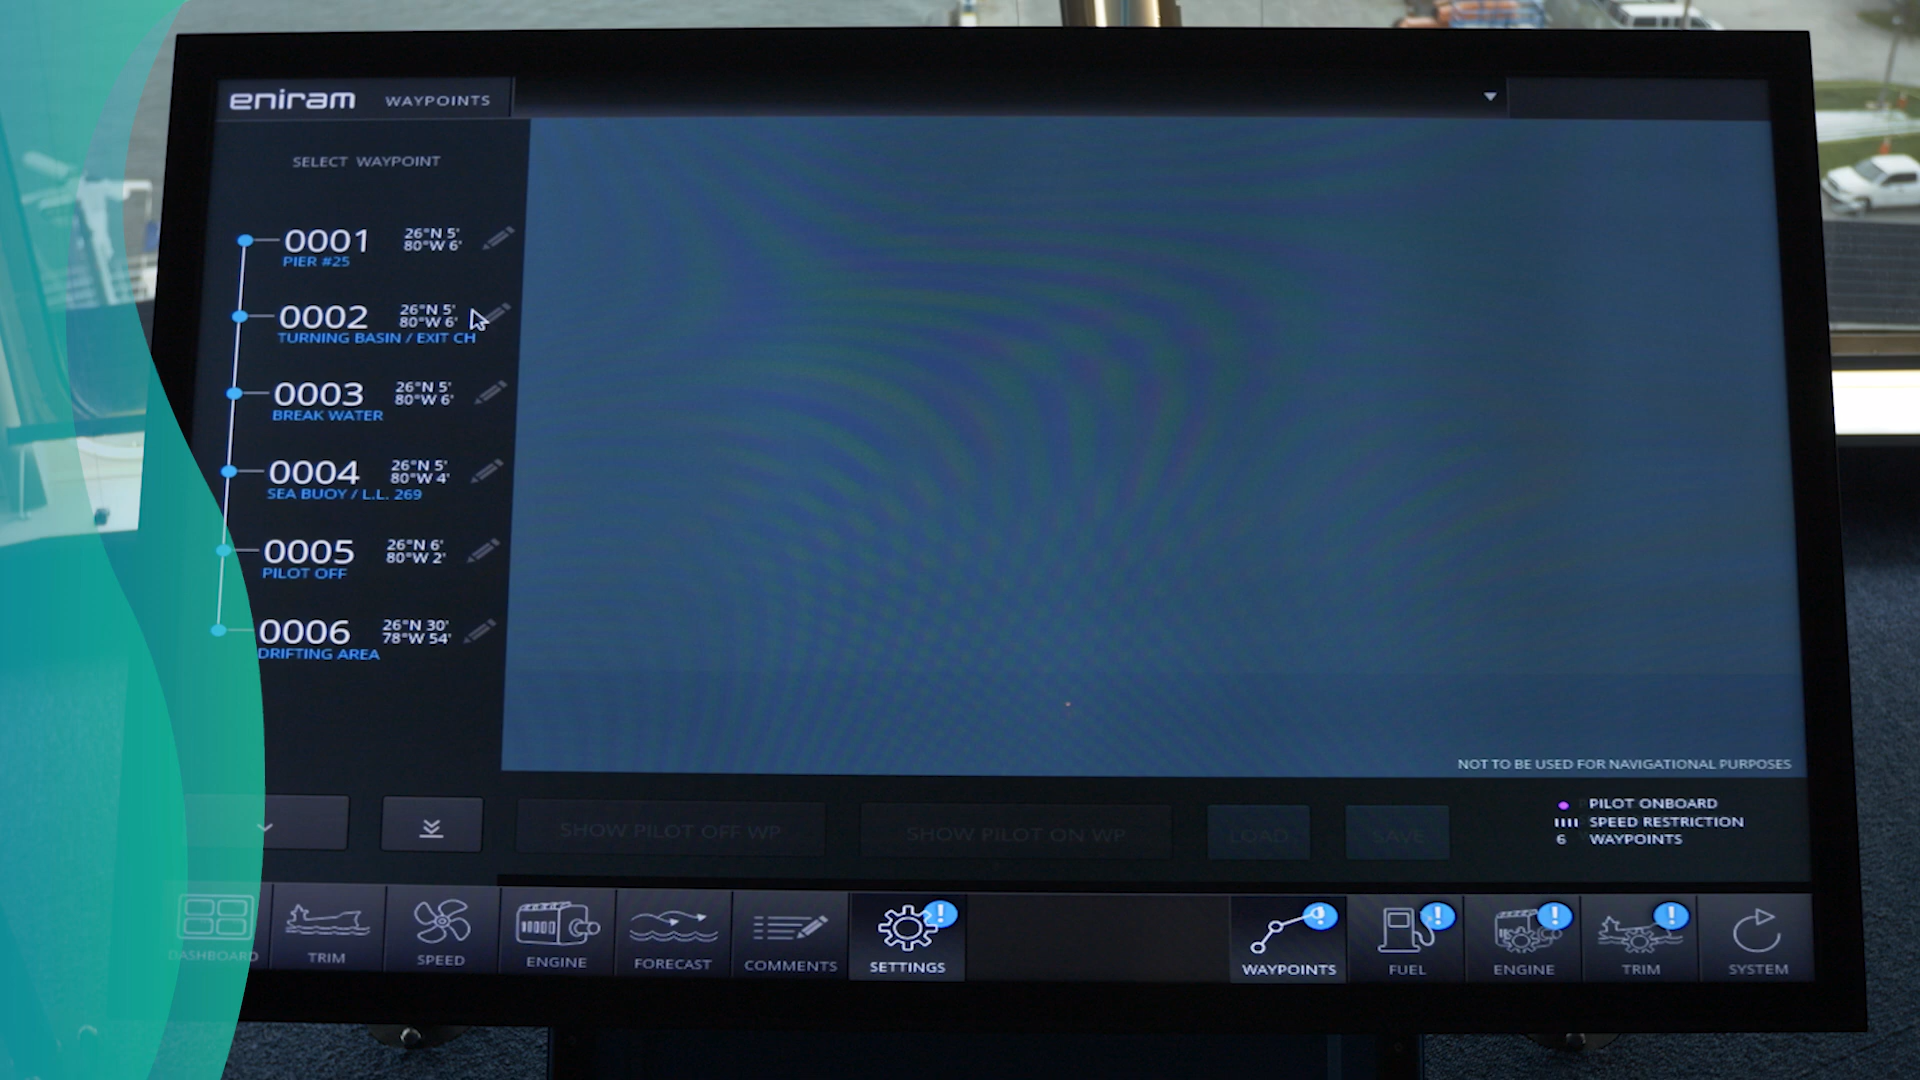 eniram WAYPOINTS
SELECT WAYPOINT
0001 26°N 5'
80°W 6'
PIER #25
0002 26°N 5'
80°W 6'
TURNING BASIN / EXIT CH
0003 26°N 5'
80°W 6'
BREAK WATER
0004 26°N 5'
80°W 4'
SEA BUOY / L.L. 269
0005 26°N 6'
80°W 2'
PILOT OFF
0006 26°N 30'
78°W 54'
DRIFTING AREA
NOT TO BE USED FOR NAVIGATIONAL PURPOSES
SHOW PILOT OFF WP SHOW PILOT ON WP LOAD SAVE
PILOT ONBOARD
SPEED RESTRICTION
6 WAYPOINTS
DASHBOARD TRIM SPEED ENGINE FORECAST COMMENTS SETTINGS WAYPOINTS FUEL ENGINE TRIM SYSTEM